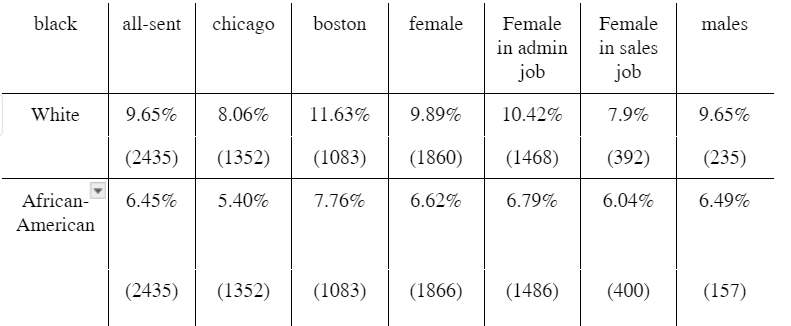 black all-sent chicago boston female Female in admin job Female in sales job males
White 9.65% 8.06% 11.63% 9.89% 10.42% 7.9% 9.65%
(2435) (1352) (1083) (1860) (1468) (392) (235)
African-American 6.45% 5.40% 7.76% 6.62% 6.79% 6.04% 6.49%
(2435) (1352) (1083) (1866) (1486) (400) (157)